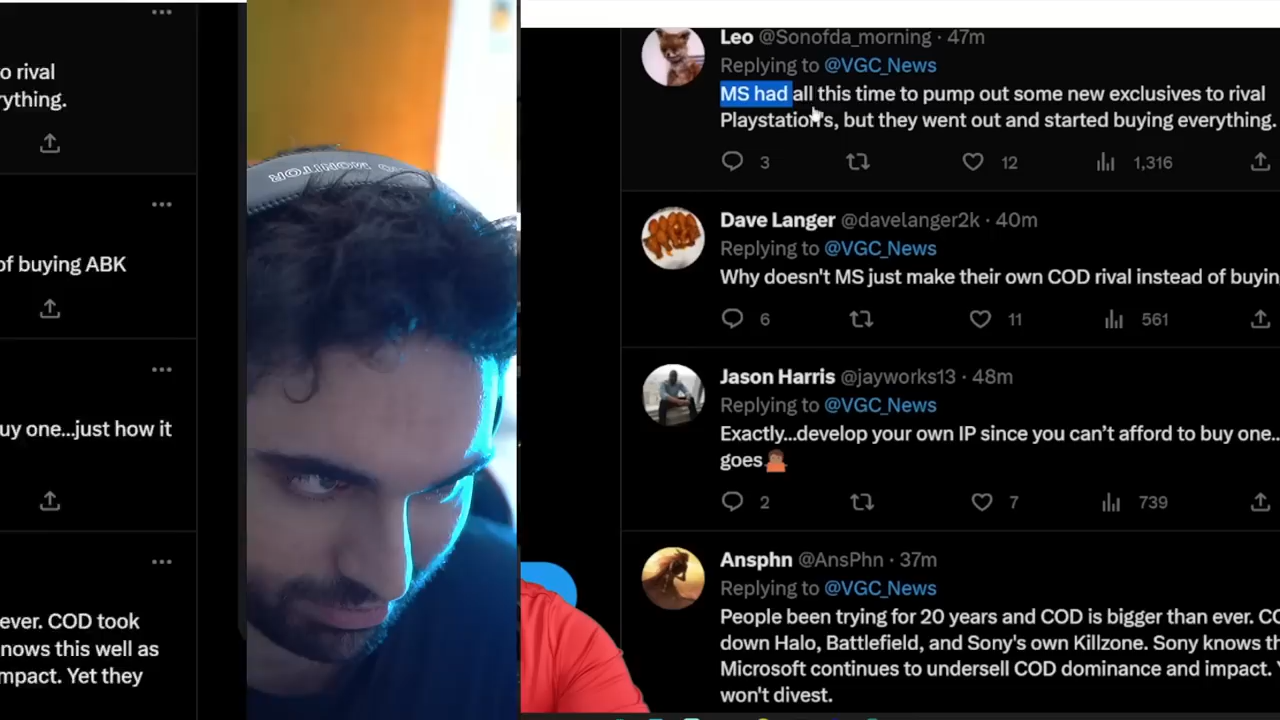 o rival
rything.
of buying ABK
uy one...just how it
ever. COD took
nows this well as
mpact. Yet they
MONITOR
Leo @Sonofda_morning · 47m
Replying to @VGC_News
MS had all this time to pump out some new exclusives to rival
Playstation's, but they went out and started buying everything.
3 12 1,316
Dave Langer @davelanger2k · 40m
Replying to @VGC_News
Why doesn't MS just make their own COD rival instead of buyin
6 11 561
Jason Harris @jayworks13 · 48m
Replying to @VGC_News
Exactly...develop your own IP since you can’t afford to buy one..
goes
2 7 739
Ansphn @AnsPhn · 37m
Replying to @VGC_News
People been trying for 20 years and COD is bigger than ever. CO
down Halo, Battlefield, and Sony's own Killzone. Sony knows th
Microsoft continues to undersell COD dominance and impact. Y
won't divest.